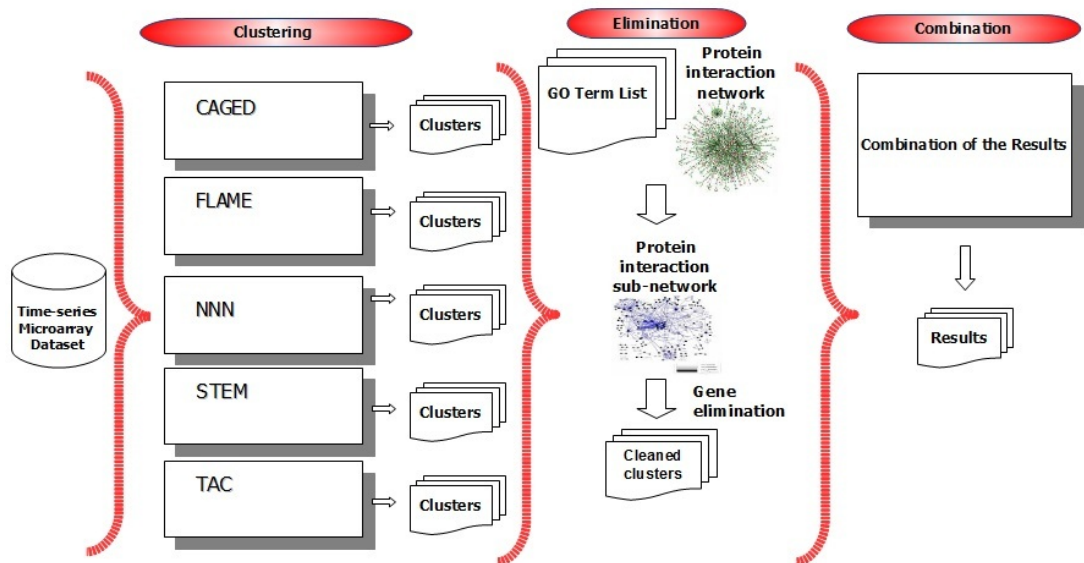 Clustering
Elimination
Combination
Time-series
Microarray
Dataset
CAGED
Clusters
FLAME
Clusters
NNN
Clusters
STEM
Clusters
TAC
Clusters
GO Term List
Protein
interaction
network
Protein
interaction
sub-network
Gene
elimination
Cleaned
clusters
Combination of the Results
Results